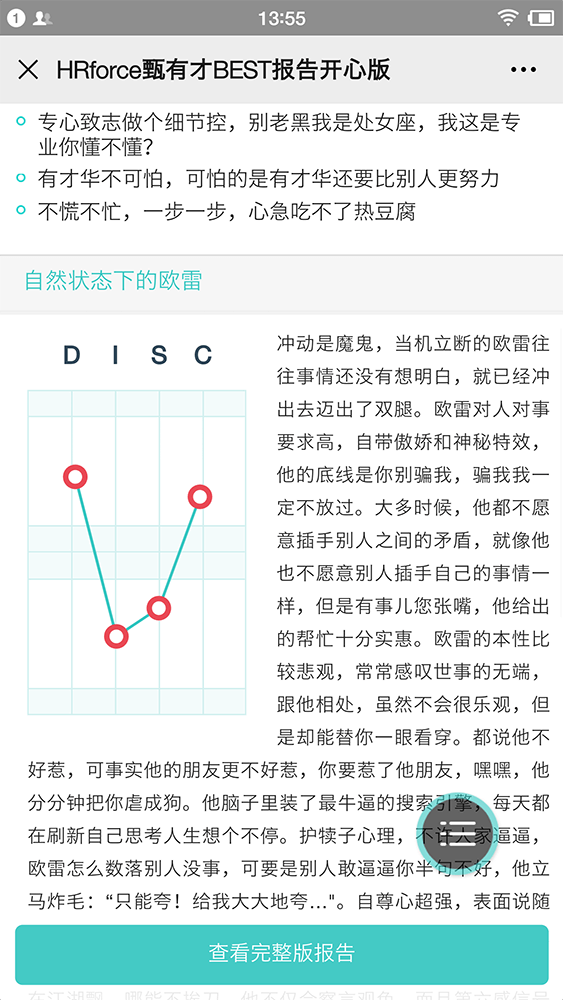 1
13:55
HRforce甄有才BEST报告开心版
专心致志做个细节控，别老黑我是处女座，我这是专
业你懂不懂？
有才华不可怕，可怕的是有才华还要比别人更努力
不慌不忙，一步一步，心急吃不了热豆腐
自然状态下的欧雷
D I S C
冲动是魔鬼，当机立断的欧雷往
往事情还没有想明白，就已经冲
出去迈出了双腿。欧雷对人对事
要求高，自带傲娇和神秘特效，
他的底线是你别骗我，骗我我一
定不放过。大多时候，他都不愿
意插手别人之间的矛盾，就像他
也不愿意别人插手自己的事情一
样，但是有事儿您张嘴，他给出
的帮忙十分实惠。欧雷的本性比
较悲观，常常感叹世事的无端，
跟他相处，虽然不会很乐观，但
是却能替你一眼看穿。都说他不
好惹，可事实他的朋友更不好惹，你要惹了他朋友，嘿嘿，他
分分钟把你虐成狗。他脑子里装了最牛逼的搜索引擎，每天都
在刷新自己思考人生想个不停。护犊子心理，不许人家逼逼，
欧雷怎么数落别人没事，可要是别人敢逼逼你半句不好，他立
马炸毛：“只能夸！给我大大地夸…"。自尊心超强，表面说随
查看完整版报告